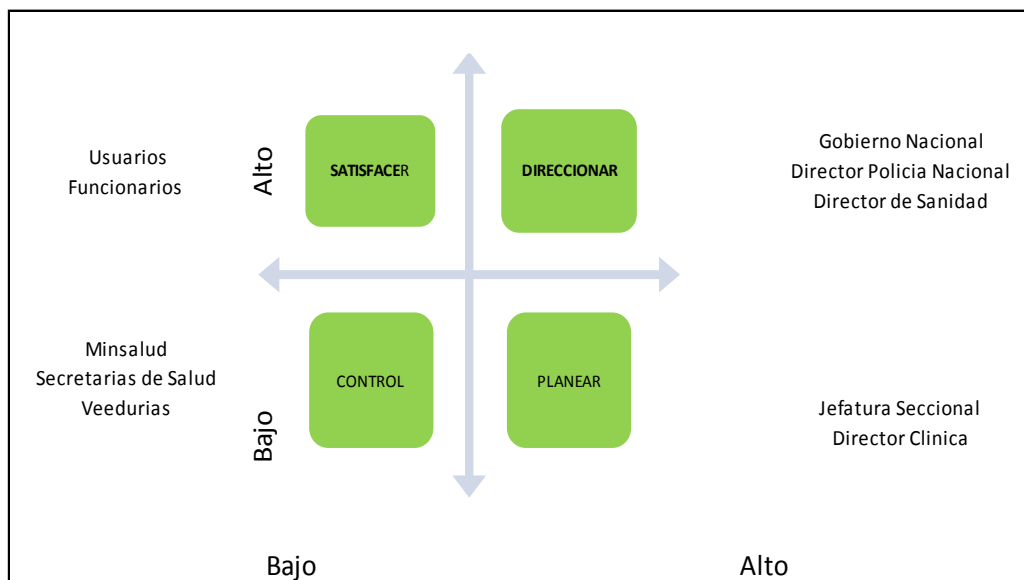 Usuarios
Funcionarios
Alto
SATISFACER
DIRECCIONAR
Gobierno Nacional
Director Policia Nacional
Director de Sanidad
Minsalud
Secretarias de Salud
Veedurias
Bajo
CONTROL
PLANEAR
Jefatura Seccional
Director Clinica
Bajo
Alto